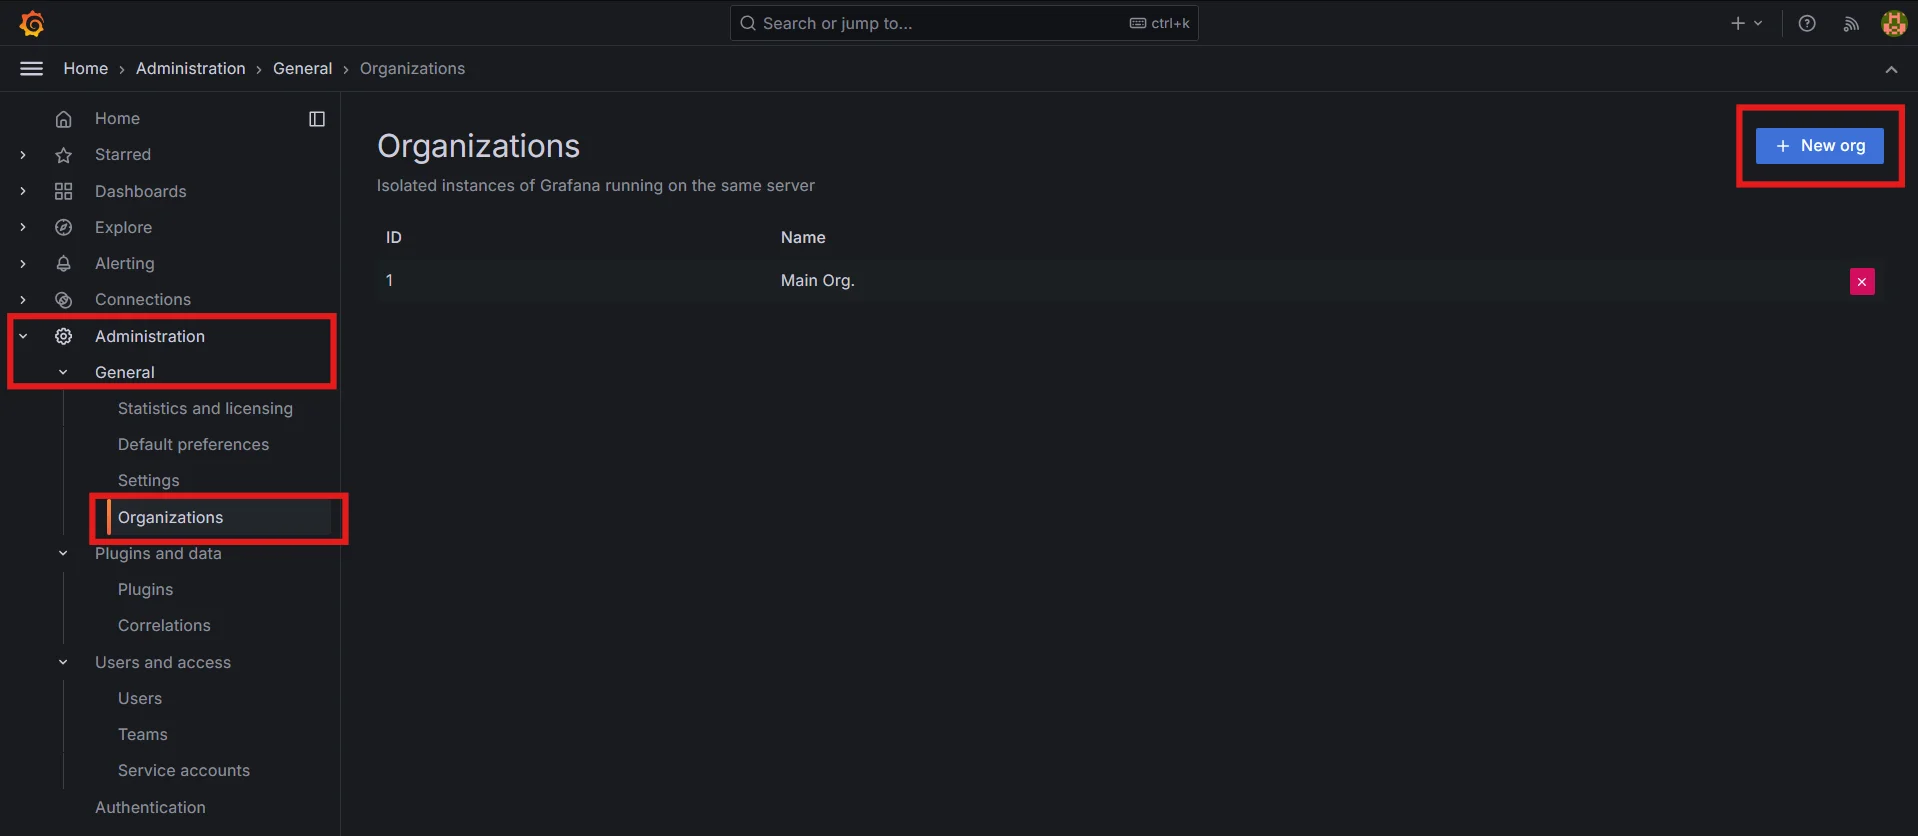 Search or jump to...
ctrl+k
Home › Administration › General › Organizations
Home
Starred
Dashboards
Explore
Alerting
Connections
Administration
General
Statistics and licensing
Default preferences
Settings
Organizations
Plugins and data
Plugins
Correlations
Users and access
Users
Teams
Service accounts
Authentication
Organizations
+ New org
Isolated instances of Grafana running on the same server
ID Name
1 Main Org.